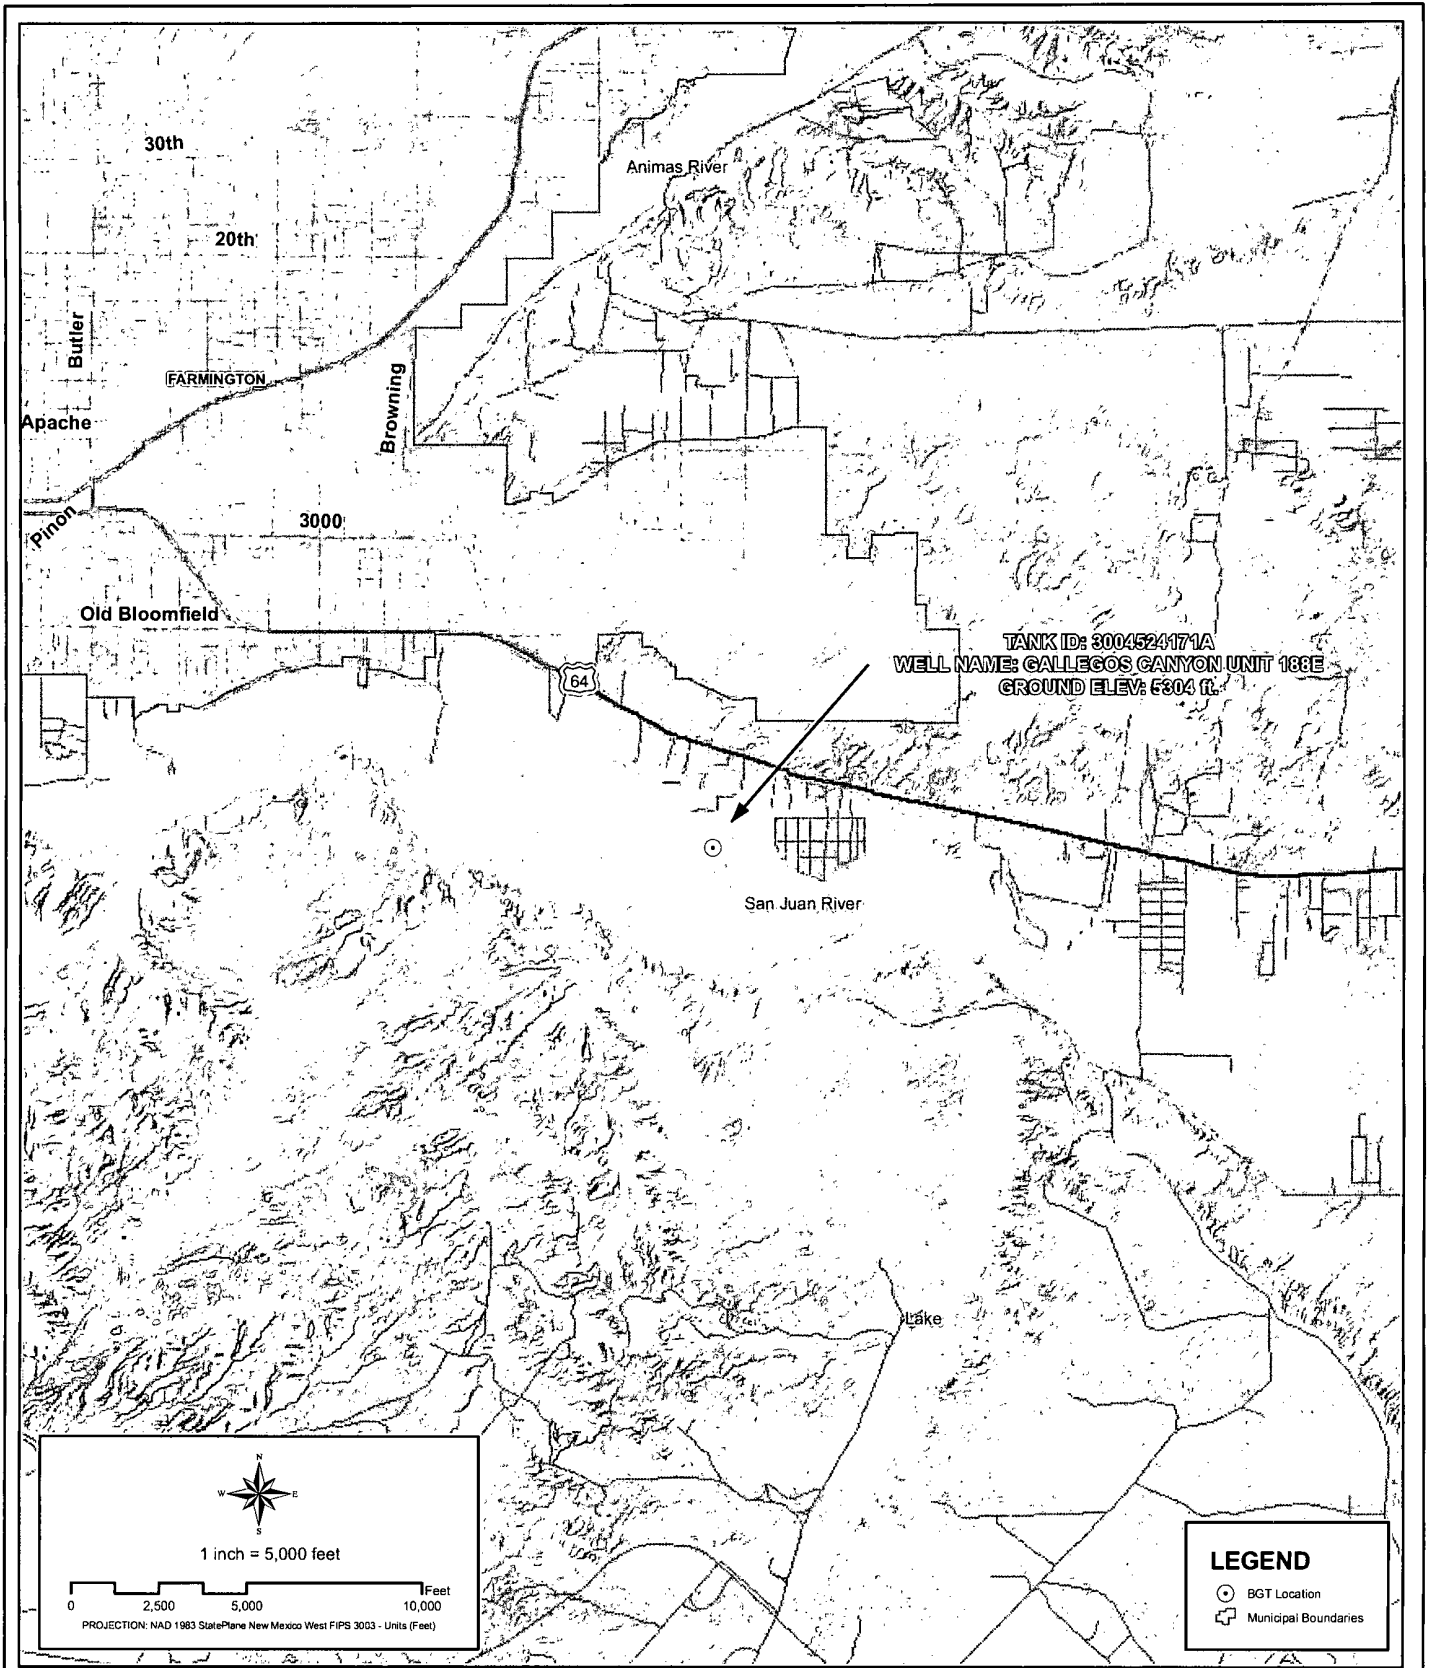 30th
Animas River
20th
Butler
FARMINGTON
Browning
Apache
Pinon
3000
Old Bloomfield
TANK ID: 3004524171A
WELL NAME: GALLEGOS CANYON UNIT 188E
GROUND ELEV: 5304 ft.
64
San Juan River
Lake
N
W E
S
1 inch = 5,000 feet
Feet
0 2,500 5,000 10,000
PROJECTION: NAD 1983 StatePlane New Mexico West FIPS 3003 - Units (Feet)
LEGEND
BGT Location
Municipal Boundaries